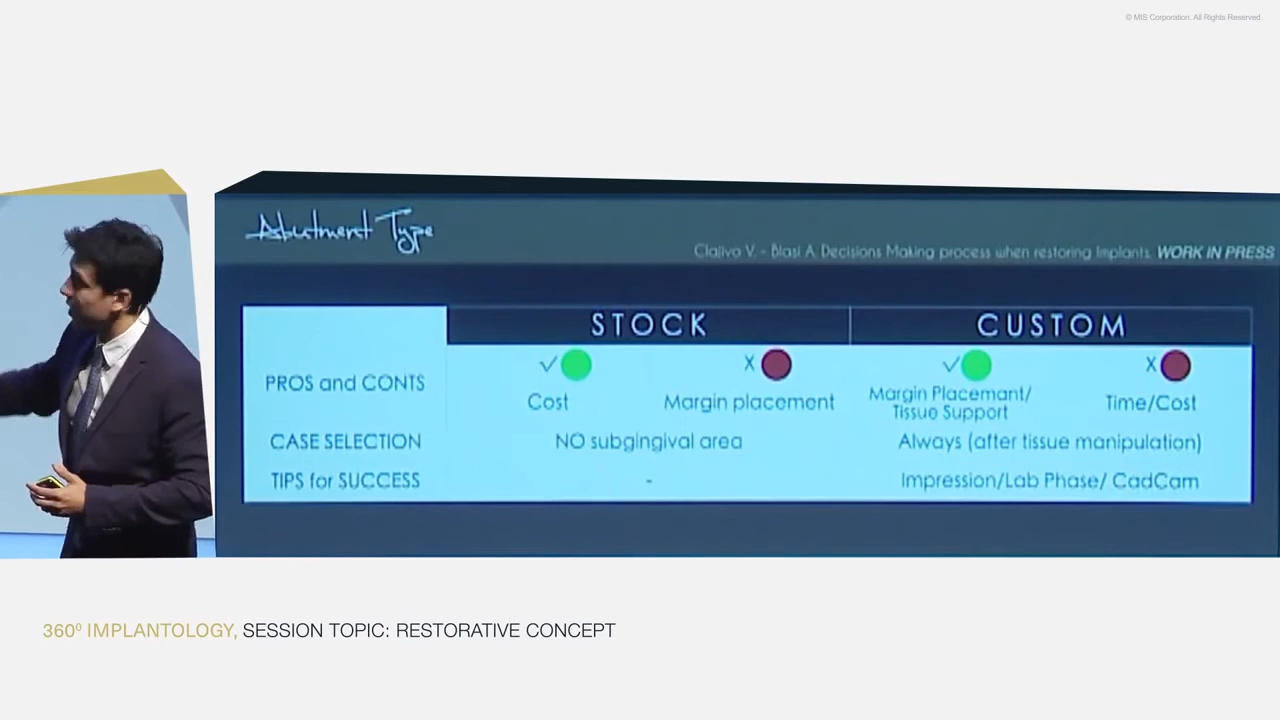 © MIS Corporation. All Rights Reserved.
Abutment Type
Clajivo V. - Blasi A. Decisions Making process when restoring Implants. WORK IN PRESS
STOCK CUSTOM
PROS and CONTS
✓ X ✓ X
Cost Margin placement Margin Placemant/ Time/Cost
Tissue Support
CASE SELECTION NO subgingival area Always (after tissue manipulation)
TIPS for SUCCESS - Impression/Lab Phase/ CadCam
360º IMPLANTOLOGY, SESSION TOPIC: RESTORATIVE CONCEPT